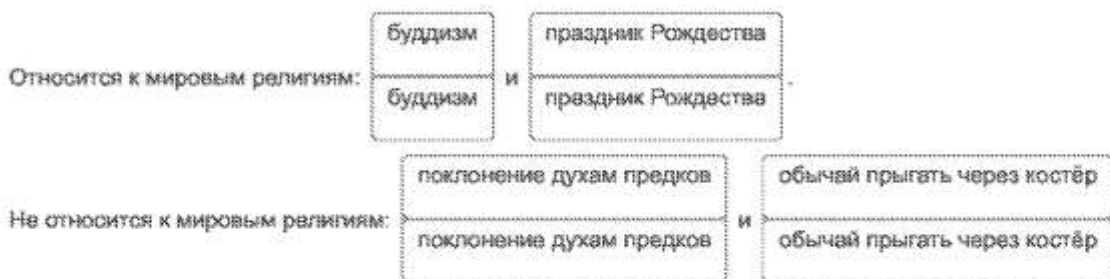 буддизм праздник Рождества
Относится к мировым религиям: и .
буддизм праздник Рождества
поклонение духам предков обычай прыгать через костёр
Не относится к мировым религиям: и
поклонение духам предков обычай прыгать через костёр